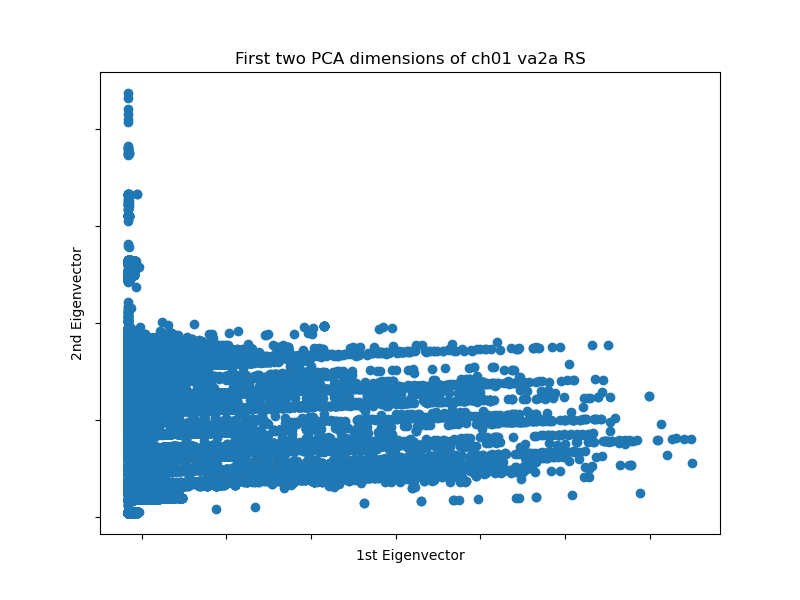 First two PCA dimensions of ch01 va2a RS
2nd Eigenvector
1st Eigenvector